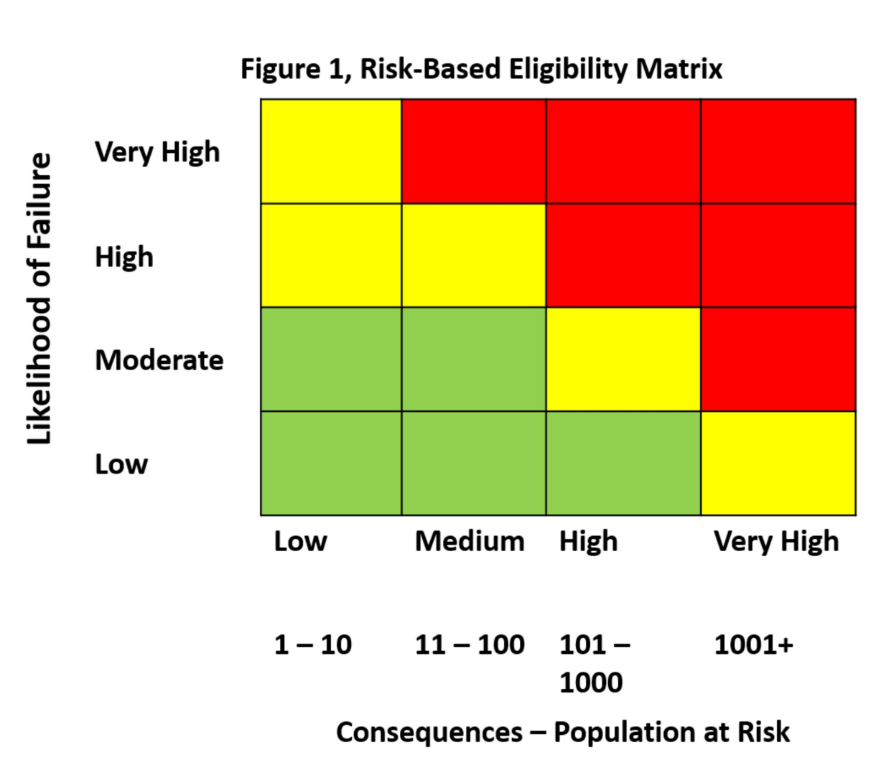 Figure 1, Risk-Based Eligibility Matrix
Likelihood of Failure
Very High
High
Moderate
Low
Low
Medium
High
Very High
1 – 10
11 – 100
101 –
1000
1001+
Consequences – Population at Risk